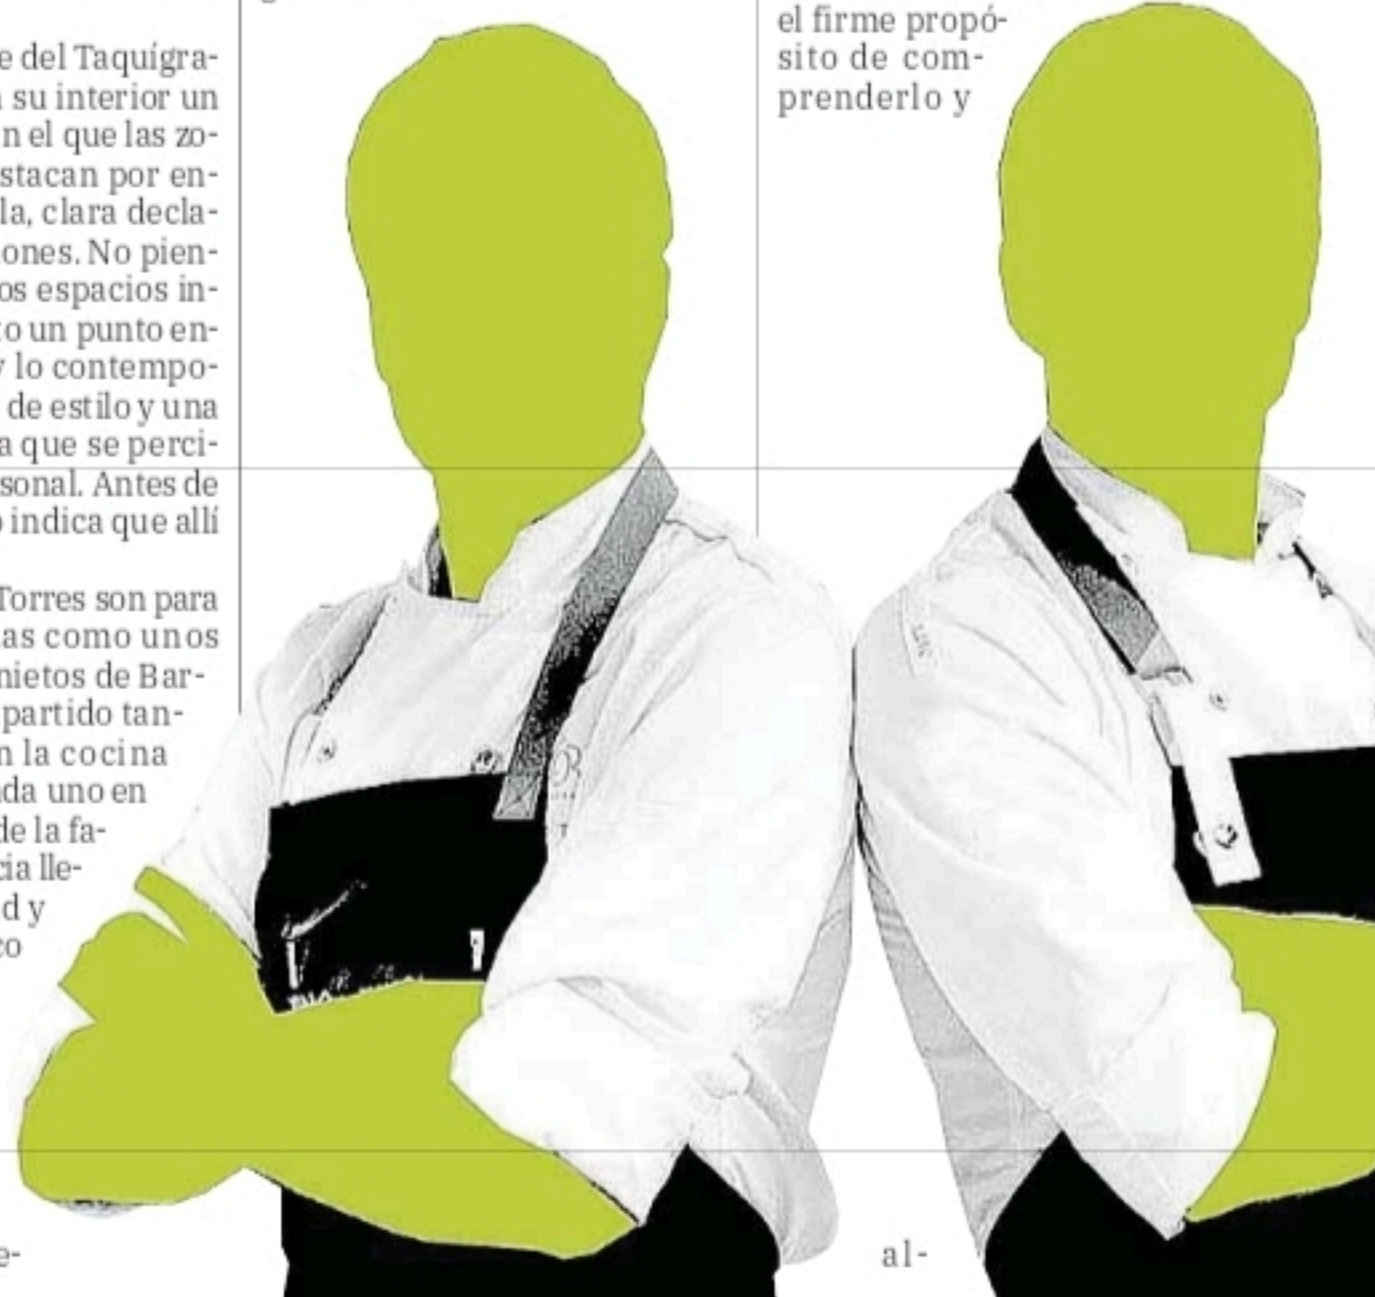 e del Taquígra-
su interior un
n el que las zo-
stacan por en-
la, clara decla-
ones. No pien-
os espacios in-
to un punto en-
y lo contempo-
de estilo y una
a que se perci-
sonal. Antes de
o indica que allí
Torres son para
as como unos
nietos de Bar-
partido tan-
n la cocina
da uno en
de la fa-
cia lle-
d y
co
e-
el firme propó-
sito de com-
prenderlo y
al-